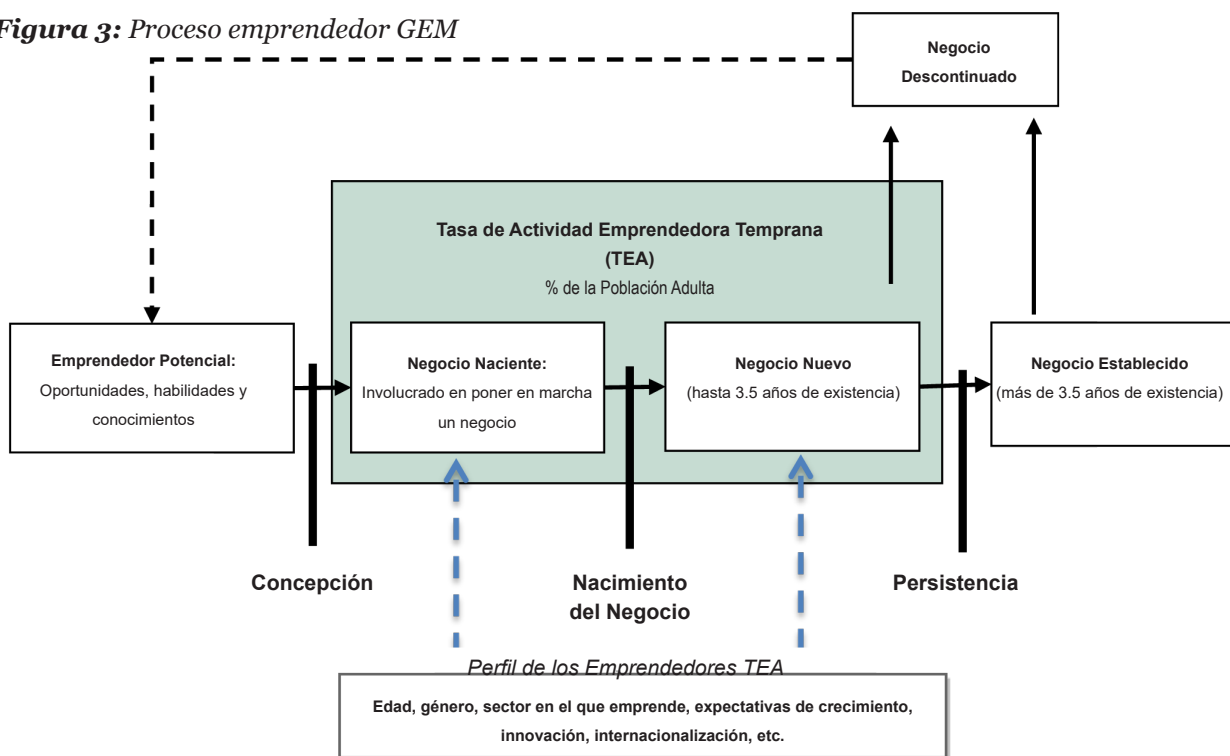 Figura 3: Proceso emprendedor GEM
Negocio
Descontinuado
Tasa de Actividad Emprendedora Temprana
(TEA)
% de la Población Adulta
Emprendedor Potencial:
Oportunidades, habilidades y
conocimientos
Negocio Naciente:
Involucrado en poner en marcha
un negocio
Negocio Nuevo
(hasta 3.5 años de existencia)
Negocio Establecido
(más de 3.5 años de existencia)
Concepción
Nacimiento
del Negocio
Persistencia
Perfil de los Emprendedores TEA
Edad, género, sector en el que emprende, expectativas de crecimiento,
innovación, internacionalización, etc.